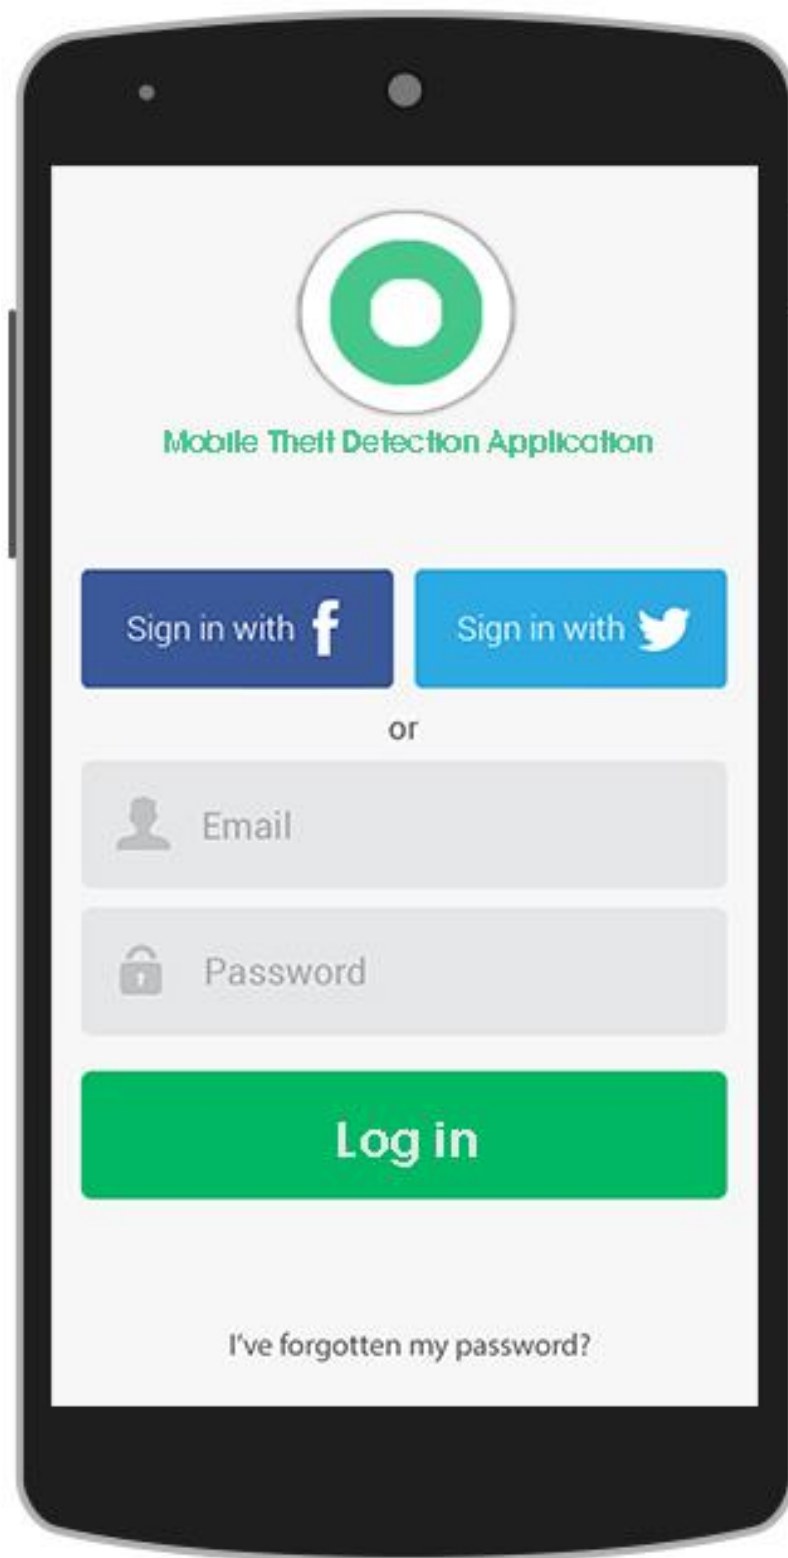 Mobile Theft Detection Application
Sign in with f
Sign in with
or
Email
Password
Log in
I've forgotten my password?